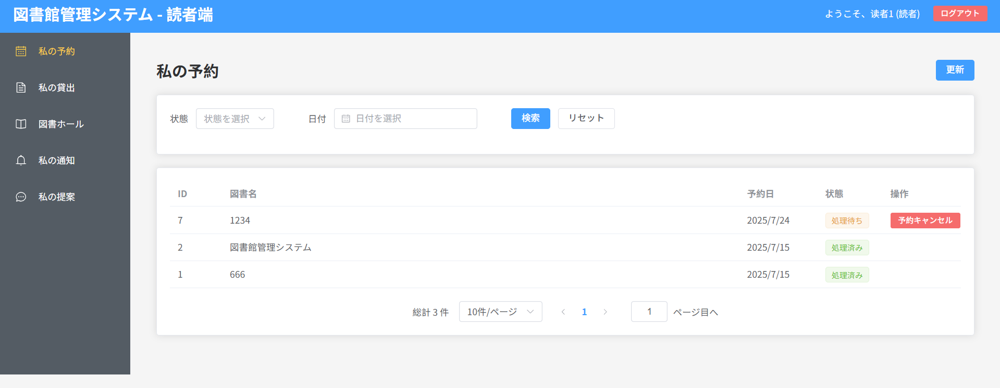 図書館管理システム - 読者端
ようこそ、读者1 (読者)
ログアウト
私の予約
私の貸出
図書ホール
私の通知
私の提案
私の予約
更新
状態 状態を選択 日付 日付を選択 検索 リセット
ID 図書名 予約日 状態 操作
7 1234 2025/7/24 処理待ち 予約キャンセル
2 図書館管理システム 2025/7/15 処理済み
1 666 2025/7/15 処理済み
総計 3 件 10件/ページ 1 1 ページ目へ